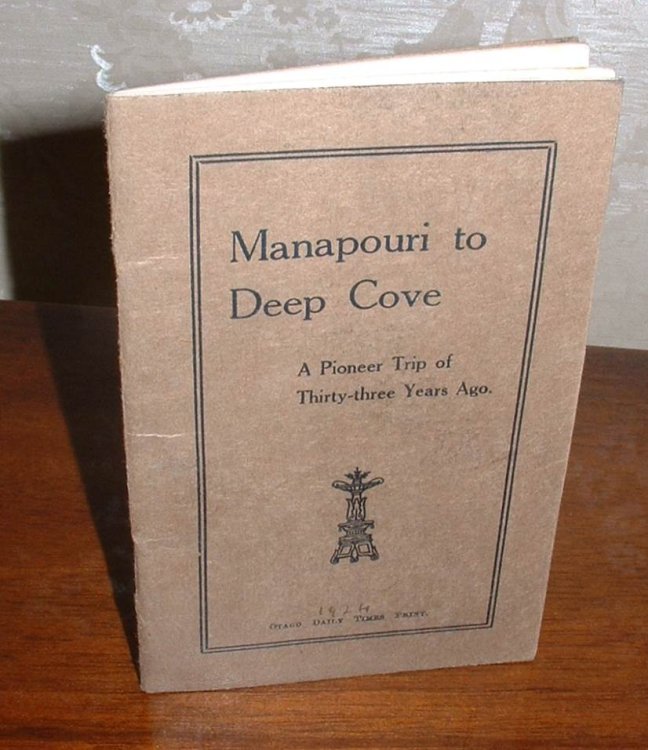 Manapouri to
Deep Cove
A Pioneer Trip of
Thirty-three Years Ago.
1924
OTAGO DAILY TIMES PRINT.